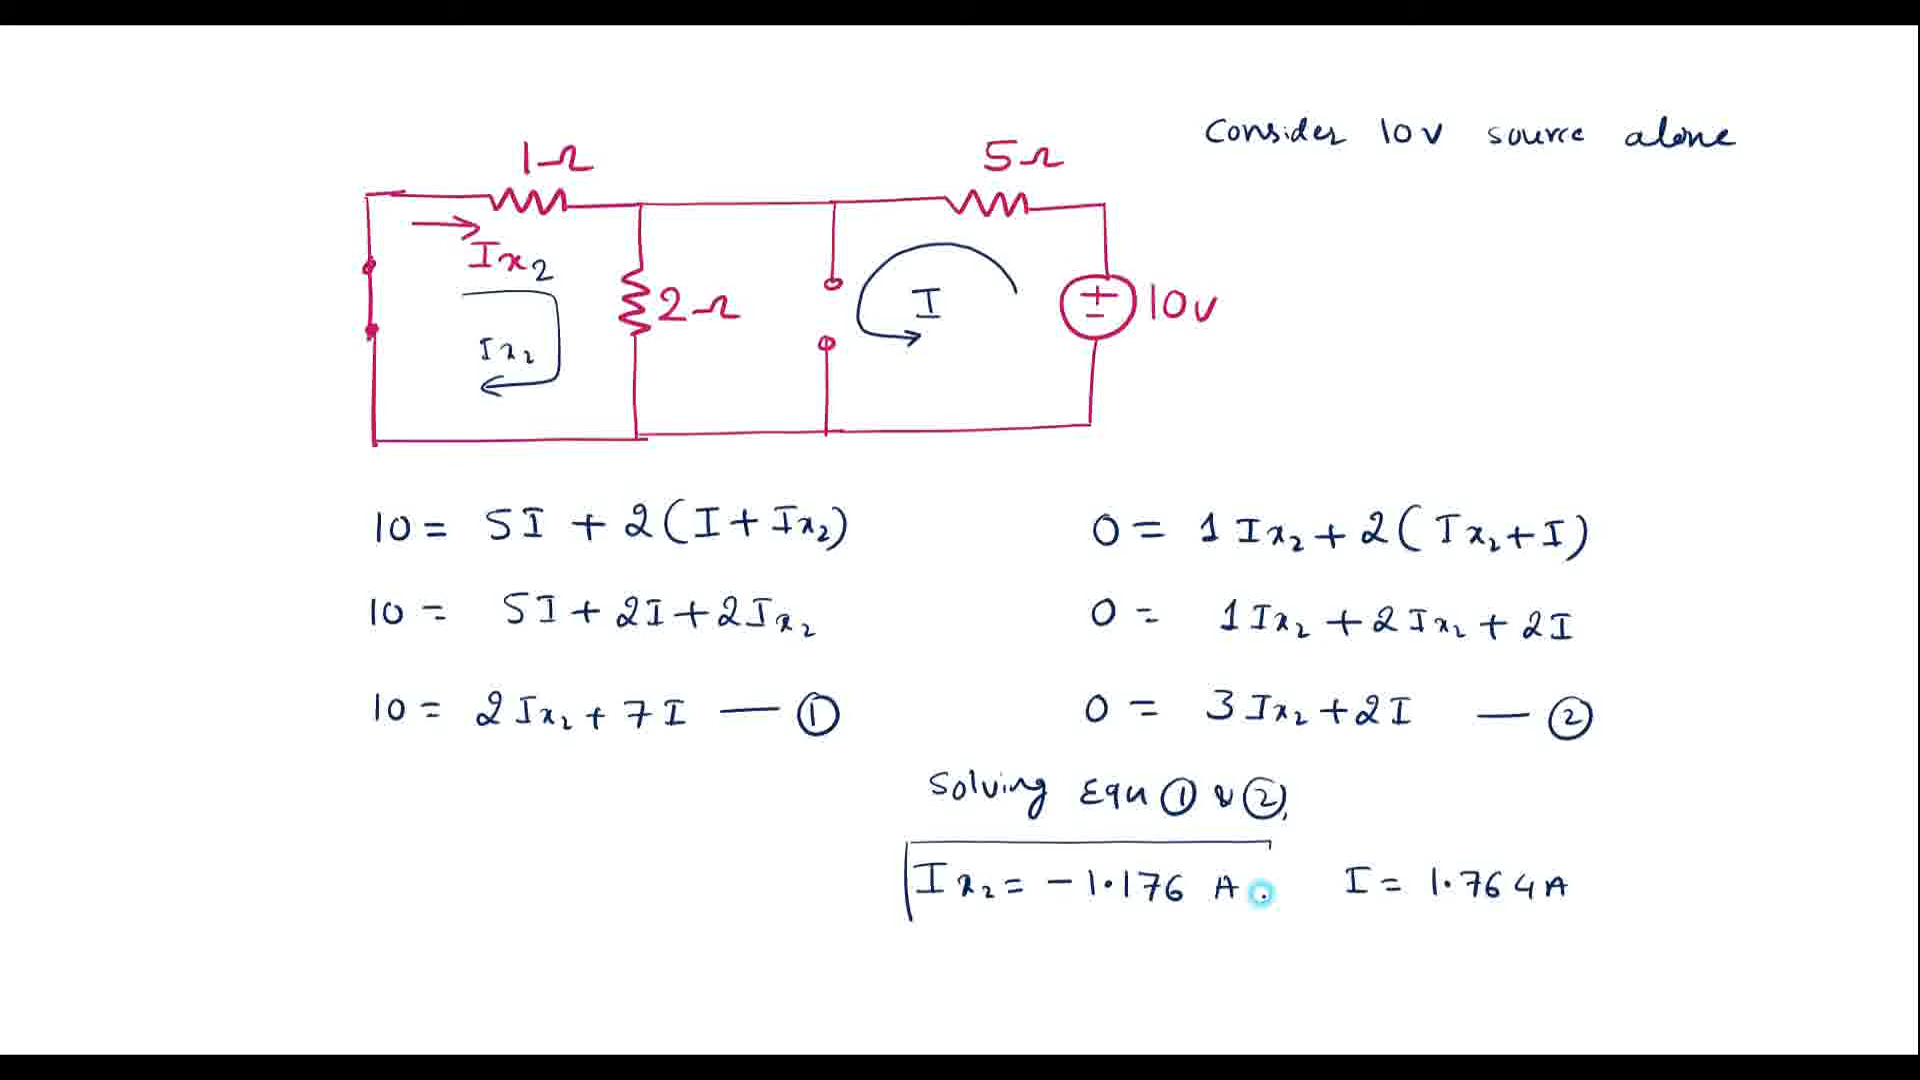 Consider 10V source alone
1Ω
5Ω
Ix2
2Ω
I
10V
Ix2
10 = 5I + 2(I + Ix2)
0 = 1Ix2 + 2(Ix2 + I)
10 = 5I + 2I + 2Ix2
0 = 1Ix2 + 2Ix2 + 2I
10 = 2Ix2 + 7I — ①
0 = 3Ix2 + 2I — ②
Solving Equ ① & ②,
Ix2 = -1.176 A. I = 1.764A